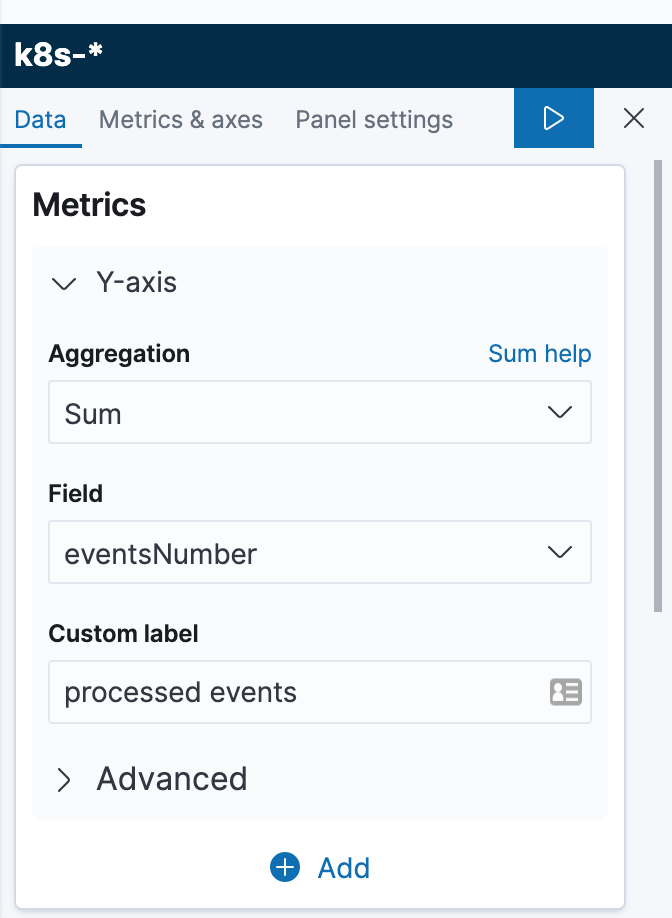 k8s-*
Data Metrics & axes Panel settings
Metrics
Y-axis
Aggregation Sum help
Sum
Field
eventsNumber
Custom label
processed events
Advanced
Add